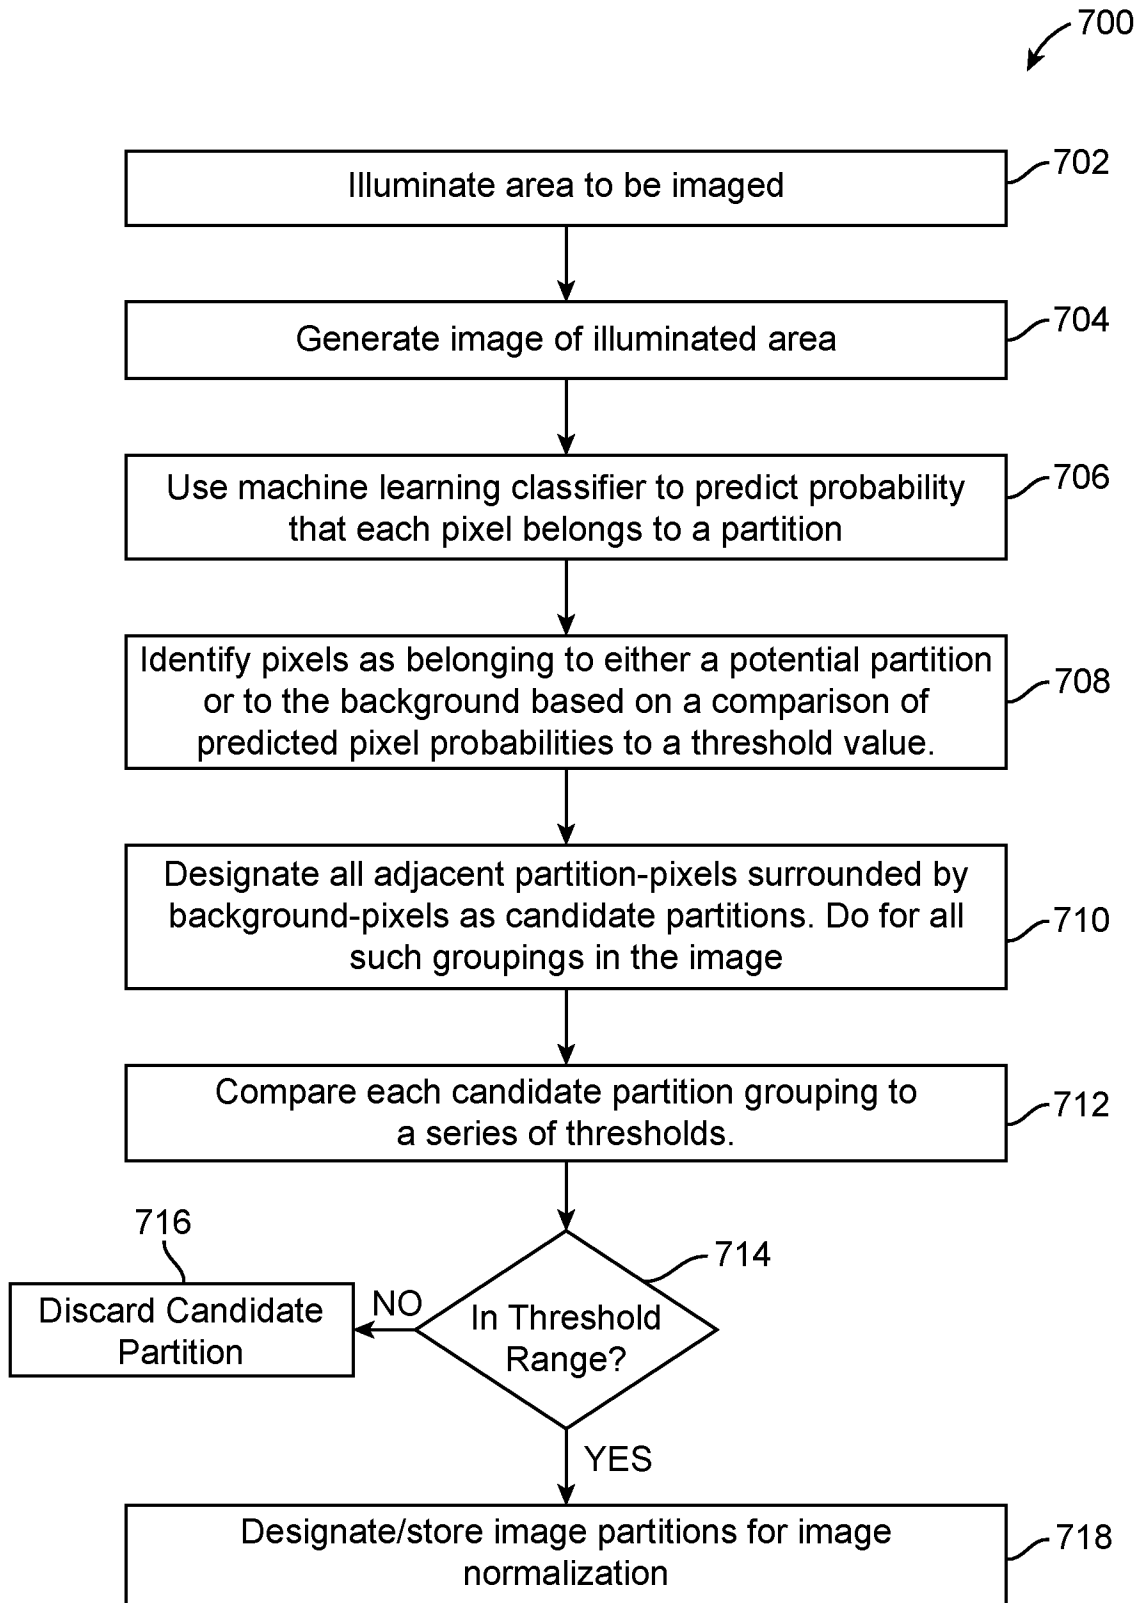 700
Illuminate area to be imaged
702
Generate image of illuminated area
704
Use machine learning classifier to predict probability
that each pixel belongs to a partition
706
Identify pixels as belonging to either a potential partition
or to the background based on a comparison of
predicted pixel probabilities to a threshold value.
708
Designate all adjacent partition-pixels surrounded by
background-pixels as candidate partitions. Do for all
such groupings in the image
710
Compare each candidate partition grouping to
a series of thresholds.
712
716
714
Discard Candidate
Partition
NO
In Threshold
Range?
YES
Designate/store image partitions for image
normalization
718